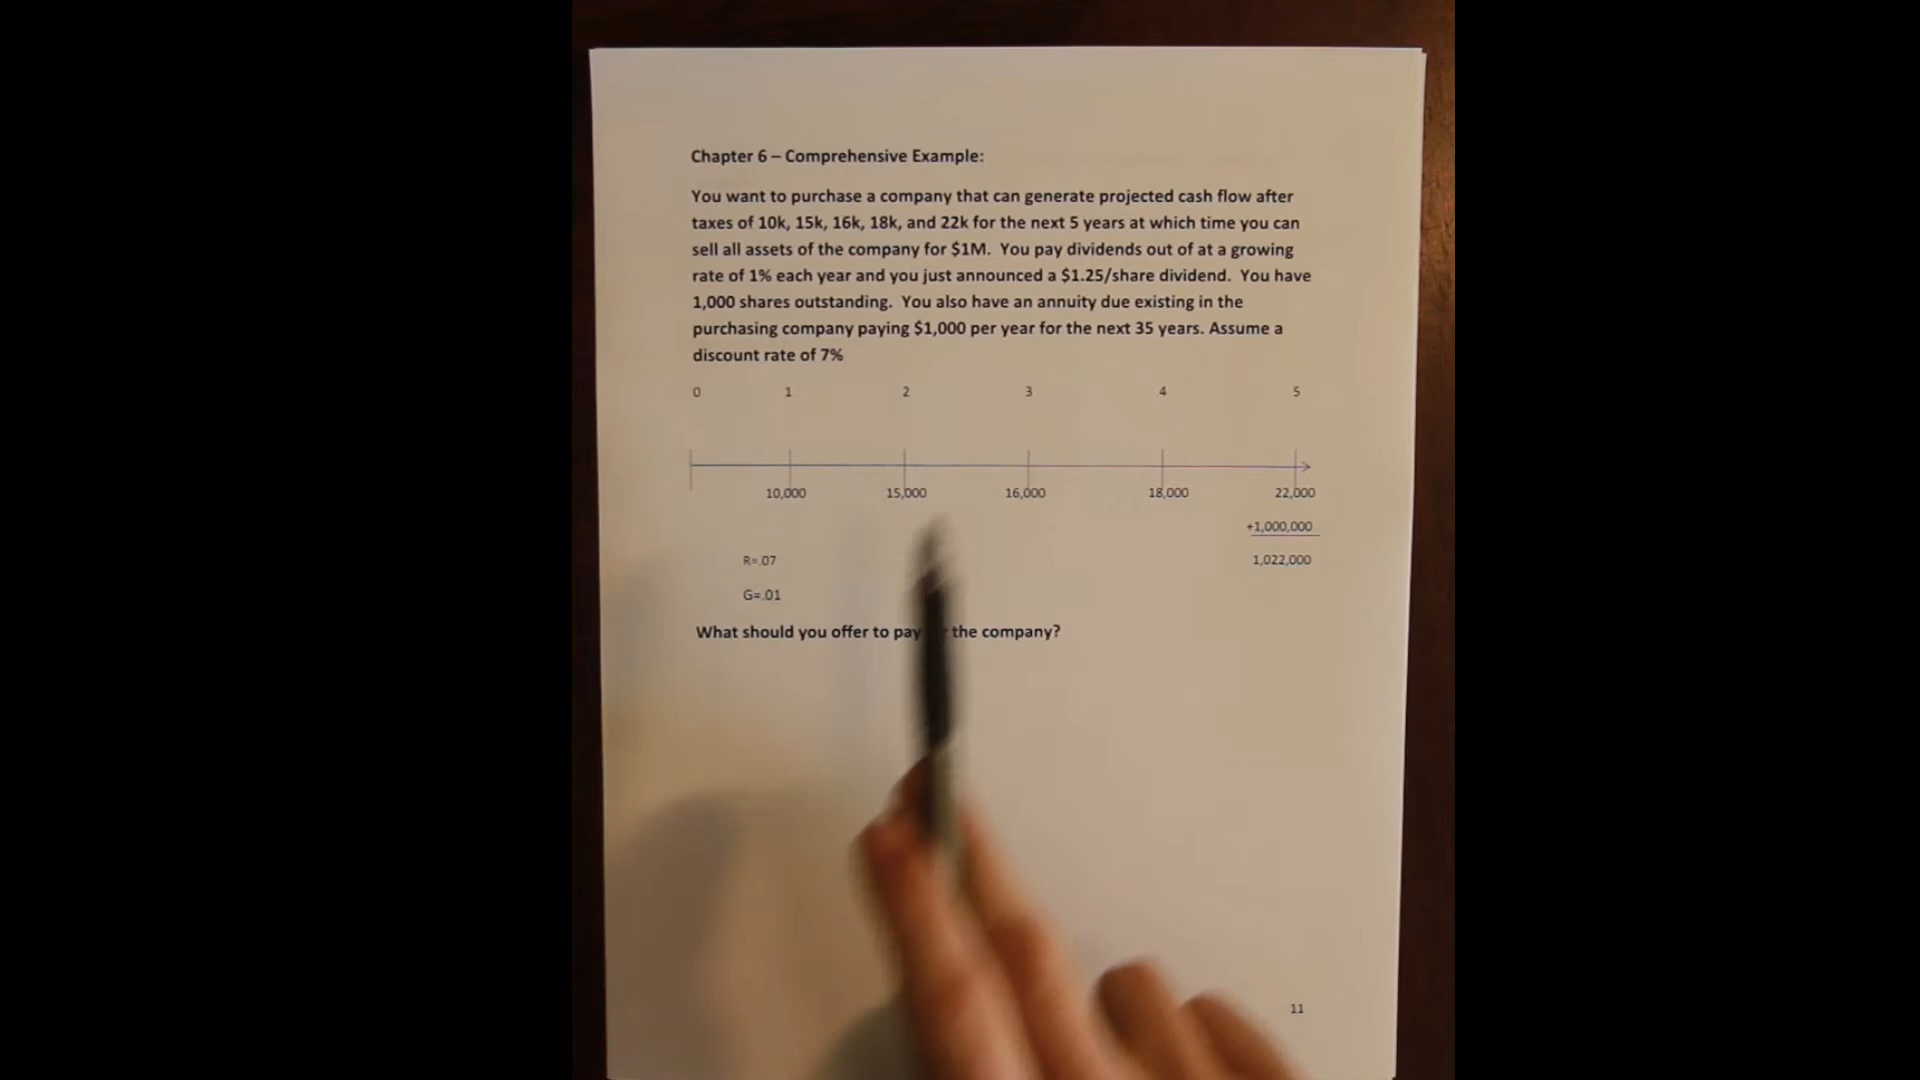 Chapter 6 – Comprehensive Example:
You want to purchase a company that can generate projected cash flow after
taxes of 10k, 15k, 16k, 18k, and 22k for the next 5 years at which time you can
sell all assets of the company for $1M. You pay dividends out of at a growing
rate of 1% each year and you just announced a $1.25/share dividend. You have
1,000 shares outstanding. You also have an annuity due existing in the
purchasing company paying $1,000 per year for the next 35 years. Assume a
discount rate of 7%
0 1 2 3 4 5
10,000 15,000 16,000 18,000 22,000
+1,000,000
R=.07 1,022,000
G=.01
What should you offer to pay the company?
11